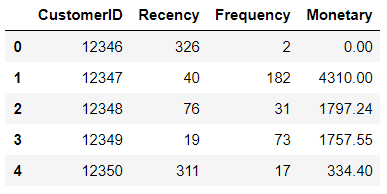 CustomerID Recency Frequency Monetary
0 12346 326 2 0.00
1 12347 40 182 4310.00
2 12348 76 31 1797.24
3 12349 19 73 1757.55
4 12350 311 17 334.40